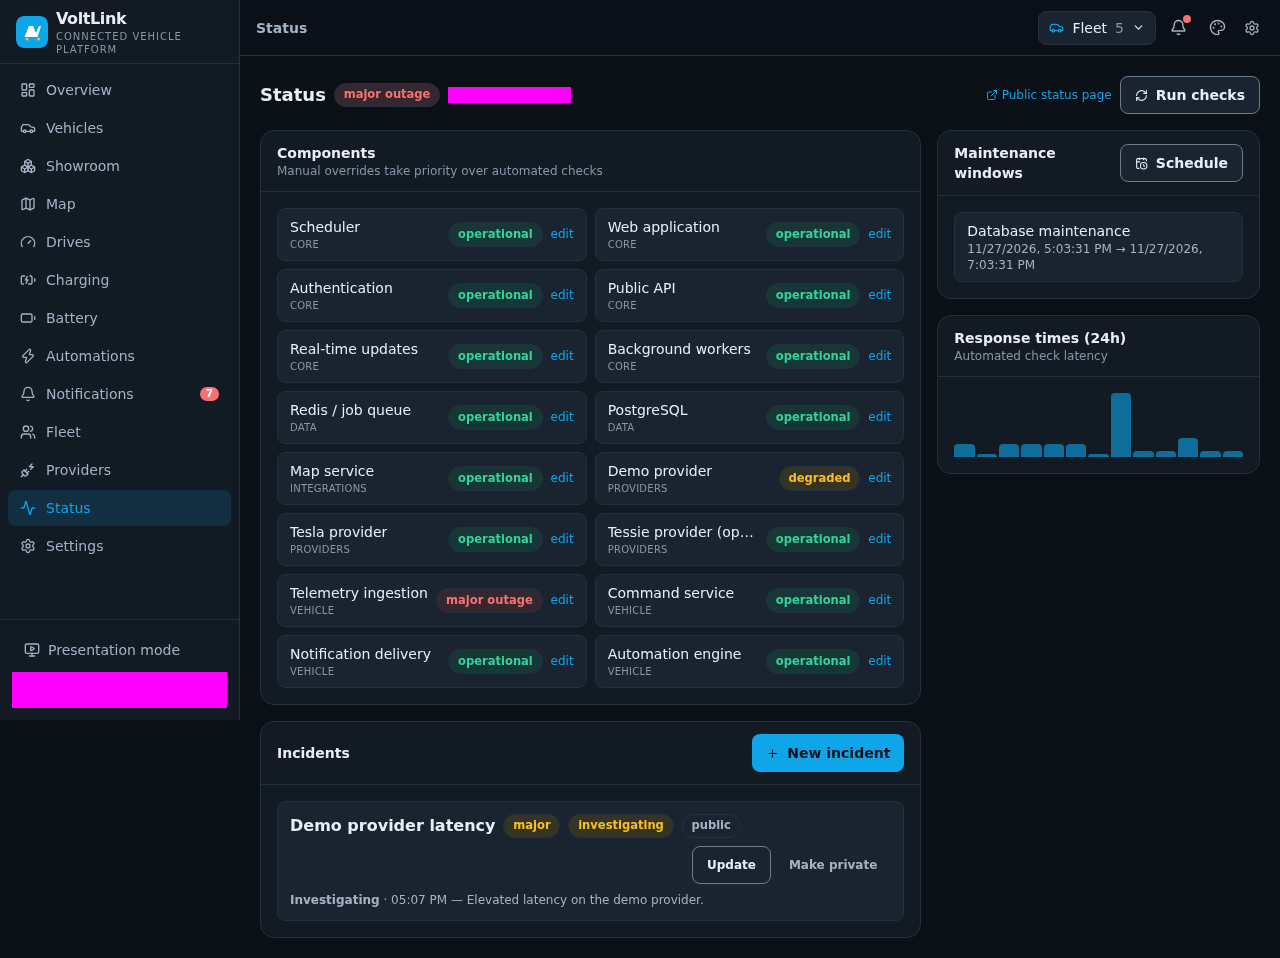 VoltLink
CONNECTED VEHICLE
PLATFORM
Overview
Vehicles
Showroom
Map
Drives
Charging
Battery
Automations
Notifications 7
Fleet
Providers
Status
Settings
Presentation mode
Status
Fleet 5
Status major outage
Public status page
Run checks
Components
Manual overrides take priority over automated checks
Scheduler
CORE
operational edit
Web application
CORE
operational edit
Authentication
CORE
operational edit
Public API
CORE
operational edit
Real-time updates
CORE
operational edit
Background workers
CORE
operational edit
Redis / job queue
DATA
operational edit
PostgreSQL
DATA
operational edit
Map service
INTEGRATIONS
operational edit
Demo provider
PROVIDERS
degraded edit
Tesla provider
PROVIDERS
operational edit
Tessie provider (op…
PROVIDERS
operational edit
Telemetry ingestion
VEHICLE
major outage edit
Command service
VEHICLE
operational edit
Notification delivery
VEHICLE
operational edit
Automation engine
VEHICLE
operational edit
Incidents
New incident
Demo provider latency major investigating public
Update Make private
Investigating · 05:07 PM — Elevated latency on the demo provider.
Maintenance
windows
Schedule
Database maintenance
11/27/2026, 5:03:31 PM → 11/27/2026,
7:03:31 PM
Response times (24h)
Automated check latency